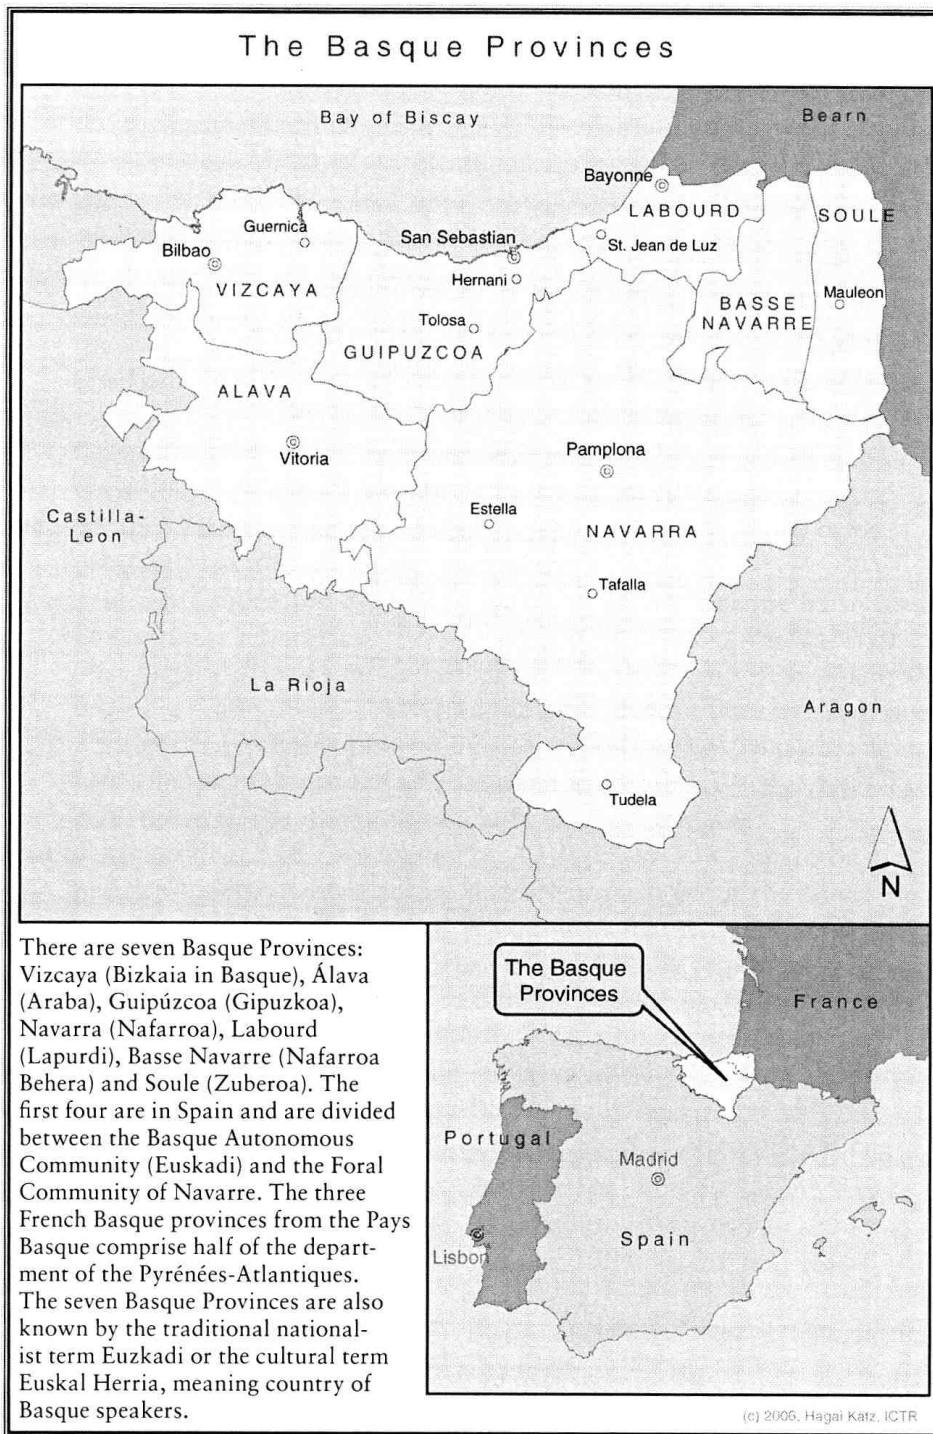 The Basque Provinces
Bay of Biscay
Bearn
Bayonne
LABOURD
SOULE
Guernica
San Sebastian
St. Jean de Luz
Bilbao
Hernani
VIZCAYA
BASSE
NAVARRE
Mauleon
Tolosa
GUIPUZCOA
ALAVA
Vitoria
Pamplona
Estella
Castilla-
Leon
NAVARRA
Tafalla
La Rioja
Aragon
Tudela
N
There are seven Basque Provinces:
Vizcaya (Bizkaia in Basque), Álava
(Araba), Guipúzcoa (Gipuzkoa),
Navarra (Nafarroa), Labourd
(Lapurdi), Basse Navarre (Nafarroa
Behera) and Soule (Zuberoa). The
first four are in Spain and are divided
between the Basque Autonomous
Community (Euskadi) and the Foral
Community of Navarre. The three
French Basque provinces from the Pays
Basque comprise half of the depart-
ment of the Pyrénées-Atlantiques.
The seven Basque Provinces are also
known by the traditional national-
ist term Euzkadi or the cultural term
Euskal Herria, meaning country of
Basque speakers.
The Basque
Provinces
France
Portugal
Madrid
Spain
Lisbon
(c) 2006, Hagai Katz, ICTR